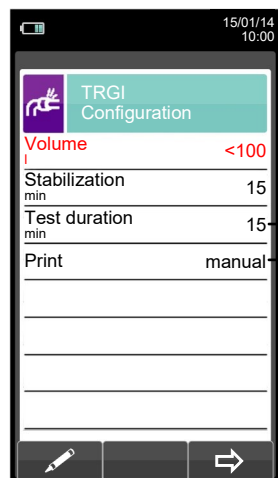 15/01/14
10:00
TRGI
Configuration
Volume
l
<100
Stabilization
min
15
Test duration
min
15
Print
manual